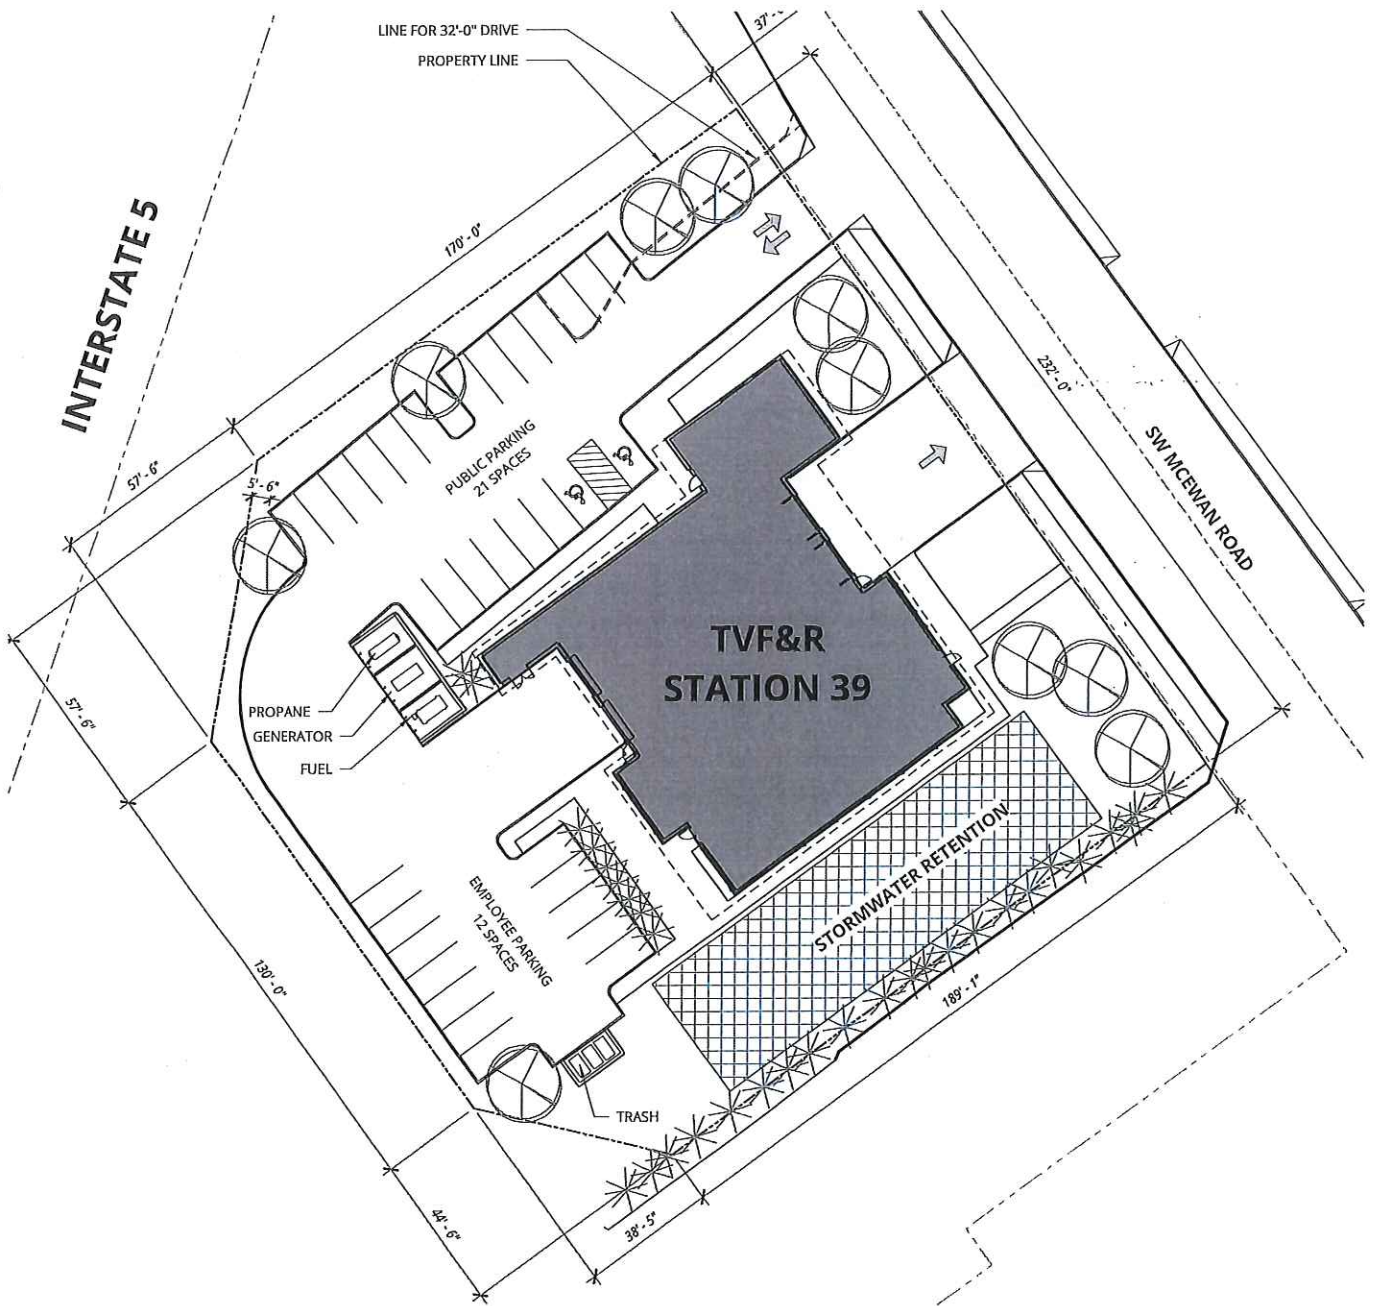 LINE FOR 32'-0" DRIVE
PROPERTY LINE
170'-0"
INTERSTATE 5
57'-6"
5'-6"
PUBLIC PARKING
21 SPACES
232'-0"
SW MCEWAN ROAD
TVF&R
STATION 39
57'-6"
PROPANE
GENERATOR
FUEL
STORMWATER RETENTION
EMPLOYEE PARKING
12 SPACES
130'-0"
189'-1"
TRASH
44'-6"
38'-5"